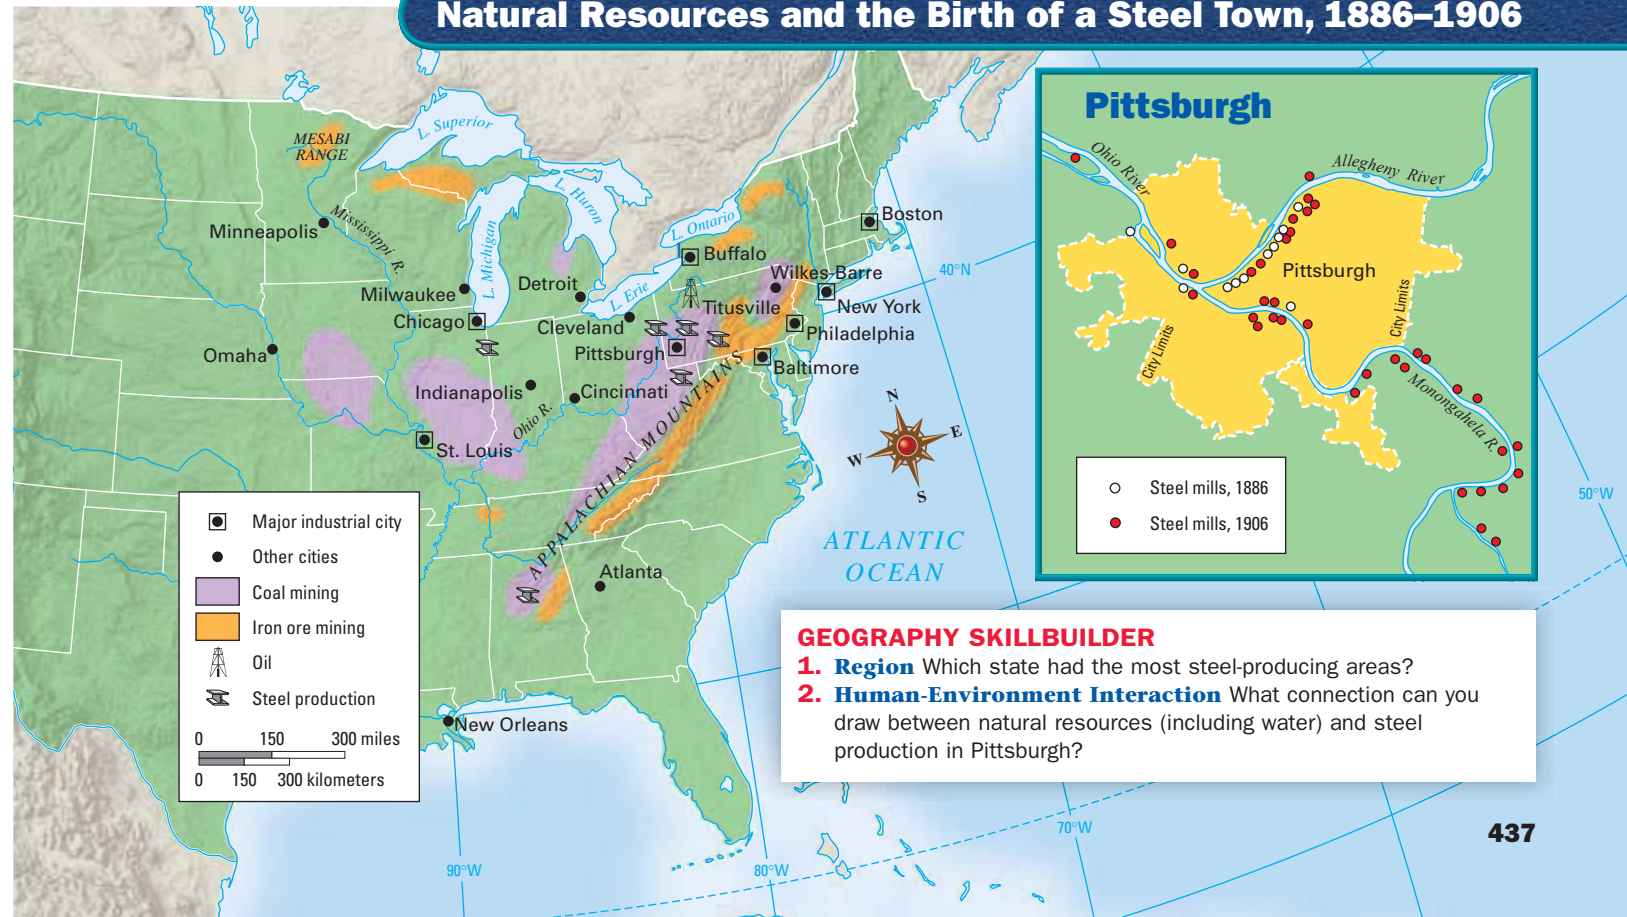 Natural Resources and the Birth of a Steel Town, 1886–1906
MESABI
RANGE
L. Superior
Minneapolis
Mississippi R.
L. Michigan
L. Huron
L. Ontario
Boston
Buffalo
40°N
Milwaukee
Detroit
L. Erie
Wilkes-Barre
Chicago
Titusville
New York
Cleveland
Philadelphia
Omaha
Pittsburgh
Baltimore
Indianapolis
Cincinnati
Ohio R.
St. Louis
APPALACHIAN MOUNTAINS
N
E
W
S
Atlanta
ATLANTIC
OCEAN
New Orleans
90°W
80°W
70°W
50°W
Major industrial city
Other cities
Coal mining
Iron ore mining
Oil
Steel production
0 150 300 miles
0 150 300 kilometers
Pittsburgh
Ohio River
Allegheny River
Pittsburgh
City Limits
City Limits
Monongahela R.
Steel mills, 1886
Steel mills, 1906
GEOGRAPHY SKILLBUILDER
1. Region Which state had the most steel-producing areas?
2. Human-Environment Interaction What connection can you
draw between natural resources (including water) and steel
production in Pittsburgh?
437